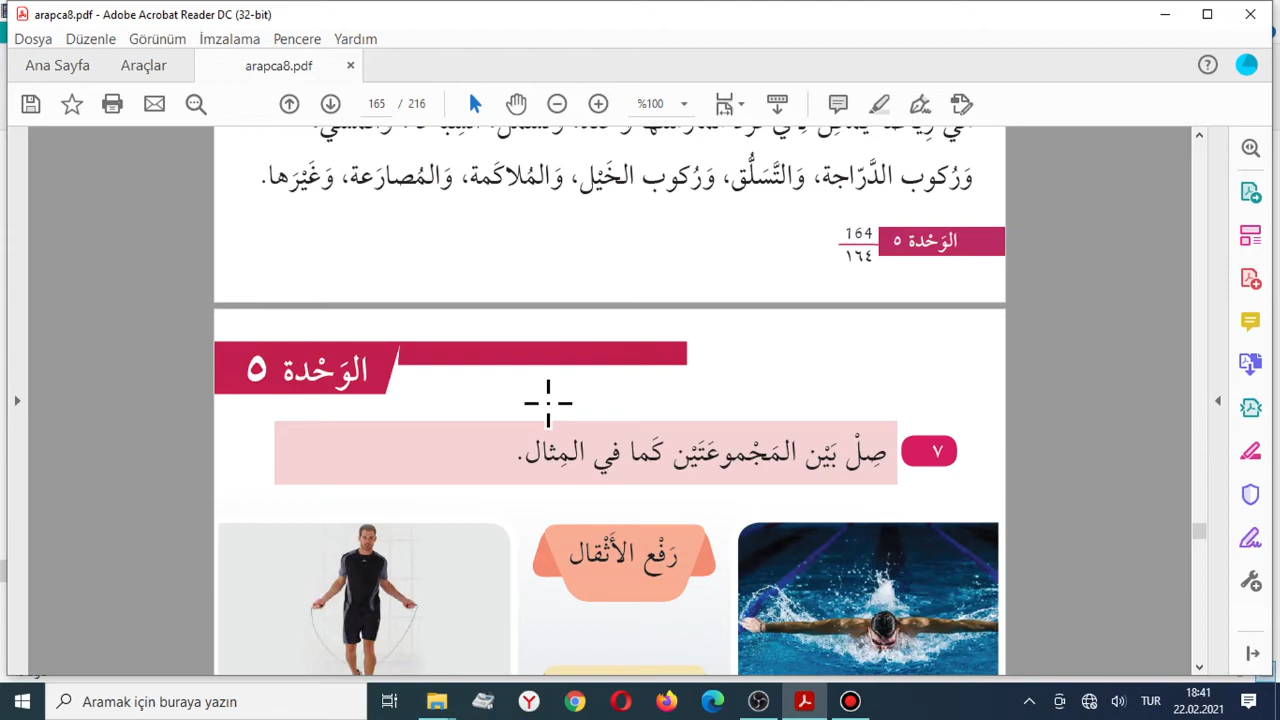 arapca8.pdf - Adobe Acrobat Reader DC (32-bit)
Dosya Düzenle Görünüm İmzalama Pencere Yardım
Ana Sayfa Araçlar arapca8.pdf ×
165 / 216 %100
وَرُكوب الدَّرّاجة، وَالتَّسَلُّق، وَرُكوب الخَيْل، وَالمُلاكَمة، وَالمُصارَعة، وَغَيْرَها.
الوَحْدة ٥ 164
١٦٤
الوَحْدة ٥
٧ صِلْ بَيْن المَجْموعَتَيْن كَما في المِثال.
رَفْع الأَثْقال
Aramak için buraya yazın
TUR
18:41
22.02.2021